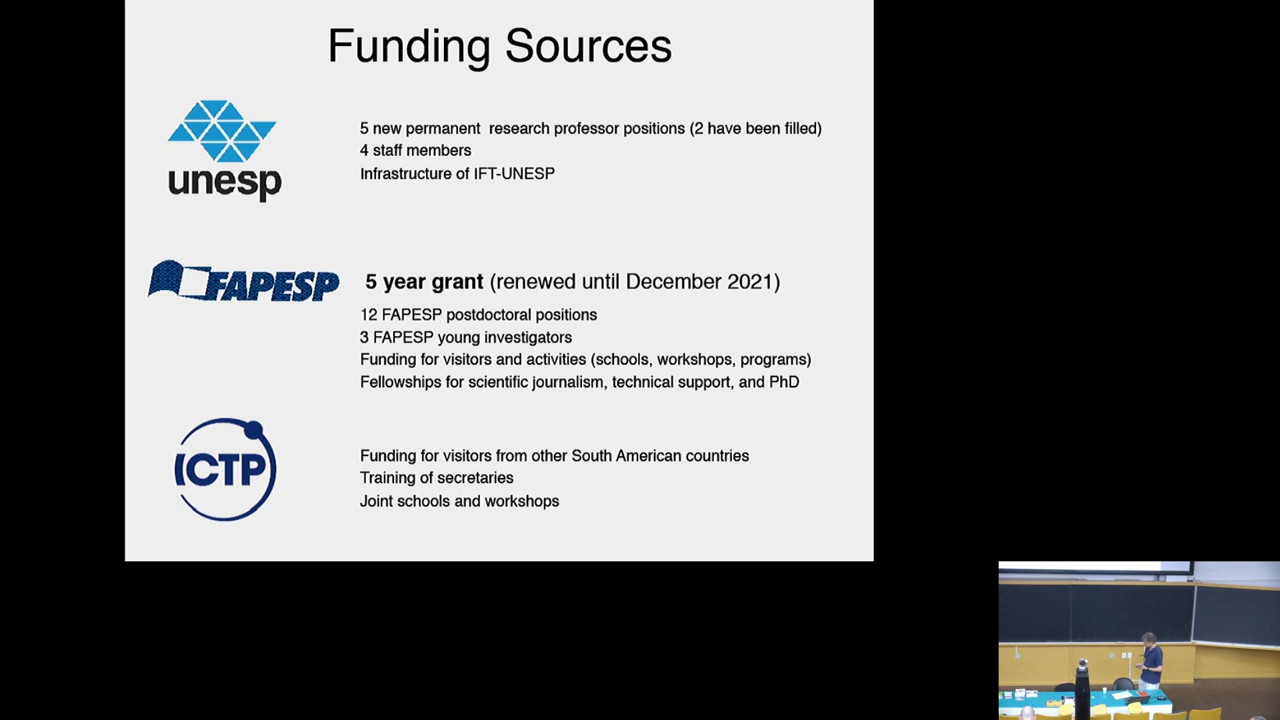 Funding Sources
unesp
5 new permanent research professor positions (2 have been filled)
4 staff members
Infrastructure of IFT-UNESP
FAPESP
5 year grant (renewed until December 2021)
12 FAPESP postdoctoral positions
3 FAPESP young investigators
Funding for visitors and activities (schools, workshops, programs)
Fellowships for scientific journalism, technical support, and PhD
ICTP
Funding for visitors from other South American countries
Training of secretaries
Joint schools and workshops